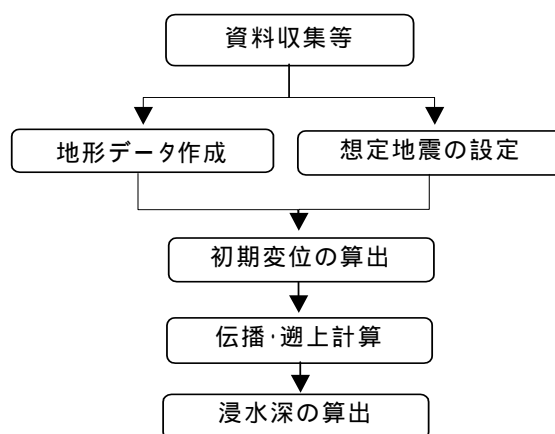 資料収集等
地形データ作成
想定地震の設定
初期変位の算出
伝播・遡上計算
浸水深の算出